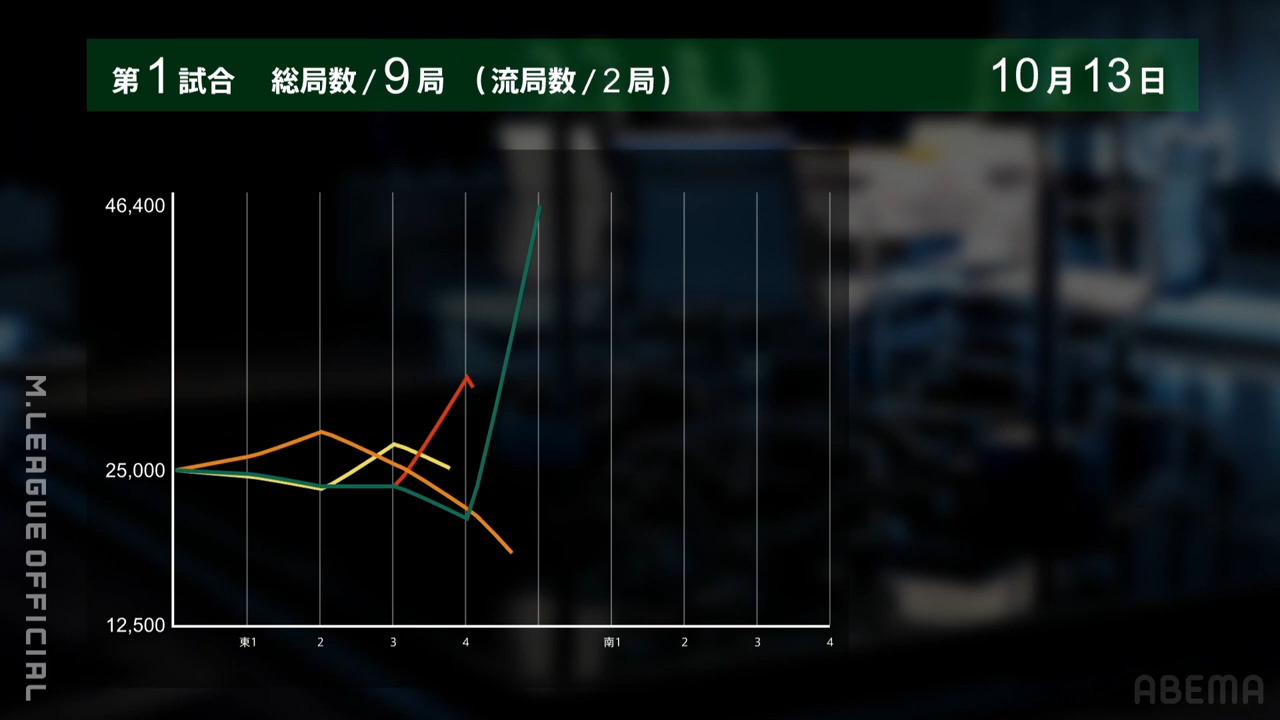 第1試合 総局数/9局 (流局数/2局) 10月13日
46,400
25,000
12,500
東1 2 3 4 南1 2 3 4
M.LEAGUE OFFICIAL
ABEMA